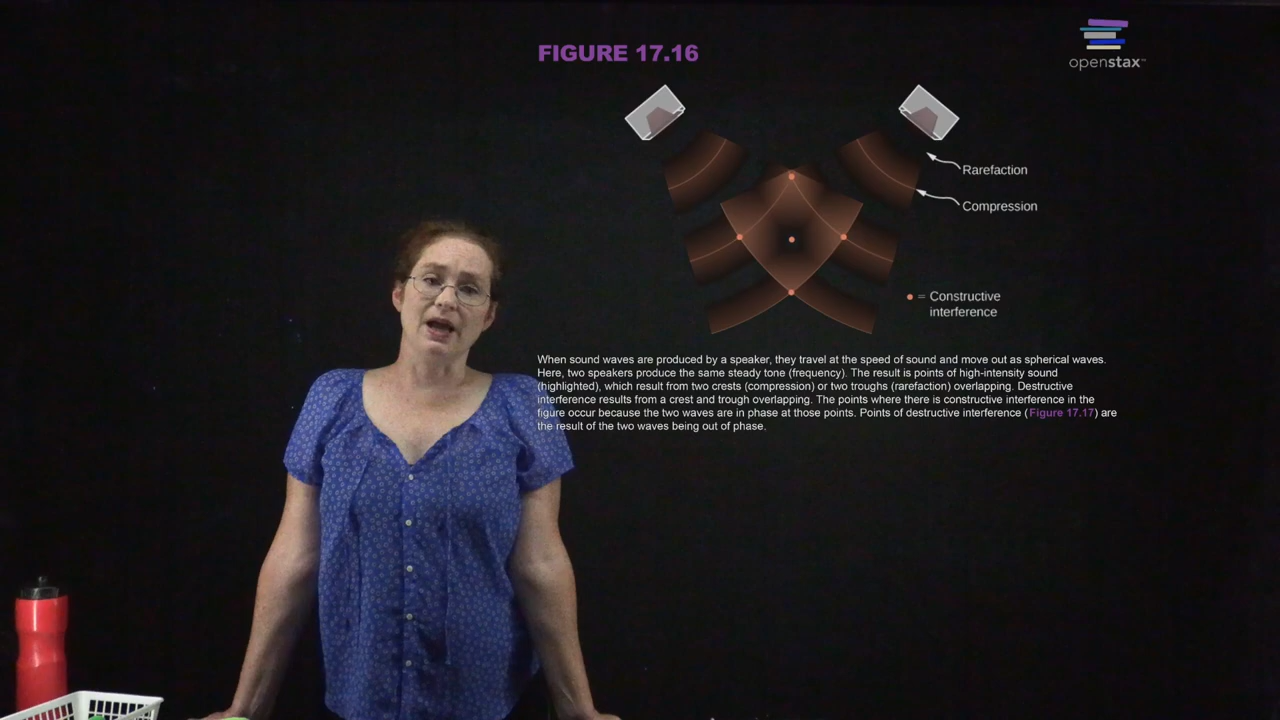 FIGURE 17.16
openstax™
Rarefaction
Compression
= Constructive
interference
When sound waves are produced by a speaker, they travel at the speed of sound and move out as spherical waves.
Here, two speakers produce the same steady tone (frequency). The result is points of high-intensity sound
(highlighted), which result from two crests (compression) or two troughs (rarefaction) overlapping. Destructive
interference results from a crest and trough overlapping. The points where there is constructive interference in the
figure occur because the two waves are in phase at those points. Points of destructive interference (Figure 17.17) are
the result of the two waves being out of phase.